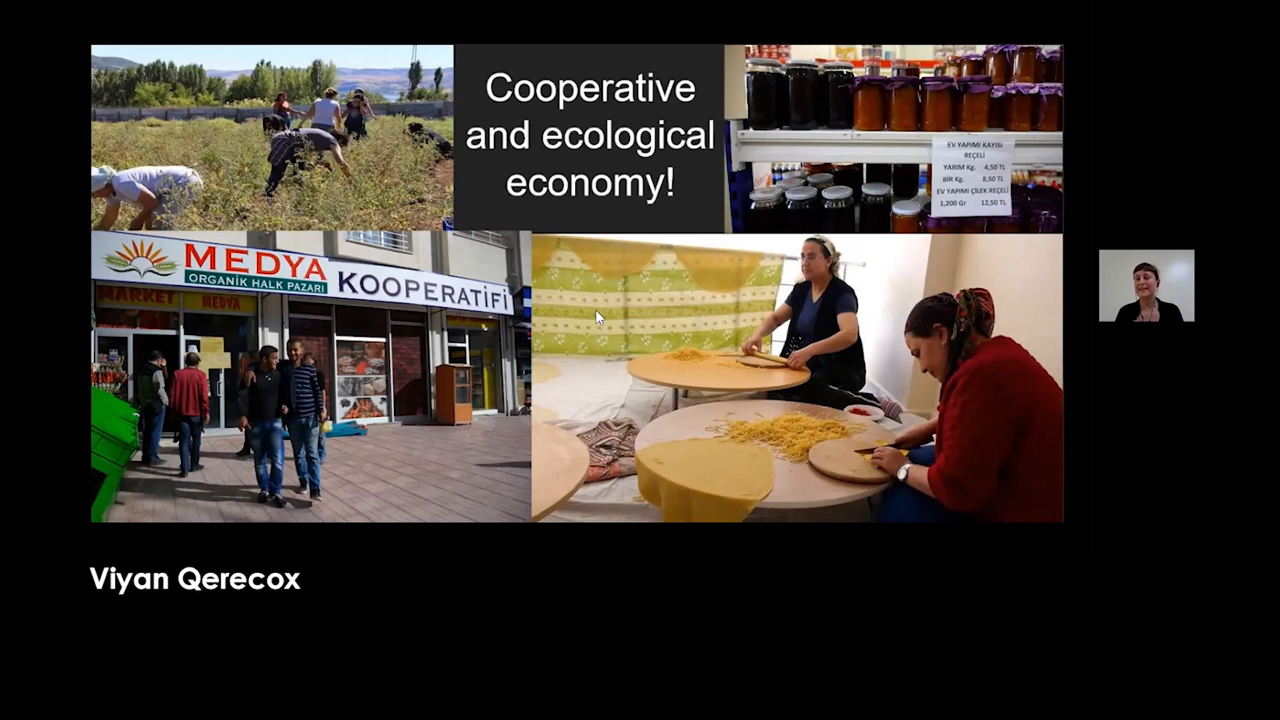 Cooperative
and ecological
economy!
EV YAPIMI KAYISI
REÇELİ
YARIM Kg. 4,50 TL
BİR Kg. 8,50 TL
EV YAPIMI ÇİLEK REÇELİ
1,200 Gr 12,50 TL
MEDYA
ORGANİK HALK PAZARI
KOOPERATİFİ
MARKET
MEDYA
Viyan Qerecox